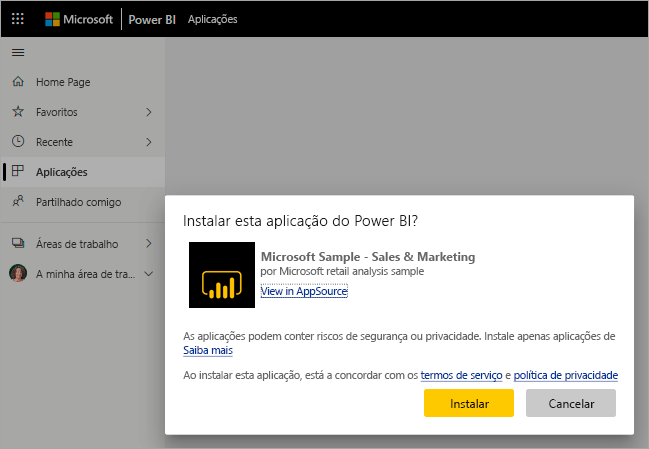 Microsoft Power BI Aplicações
Home Page
Favoritos
Recente
Aplicações
Partilhado comigo
Áreas de trabalho
A minha área de tra...
Instalar esta aplicação do Power BI?
Microsoft Sample - Sales & Marketing
por Microsoft retail analysis sample
View in AppSource
As aplicações podem conter riscos de segurança ou privacidade. Instale apenas aplicações de
Saiba mais
Ao instalar esta aplicação, está a concordar com os termos de serviço e política de privacidade
Instalar Cancelar